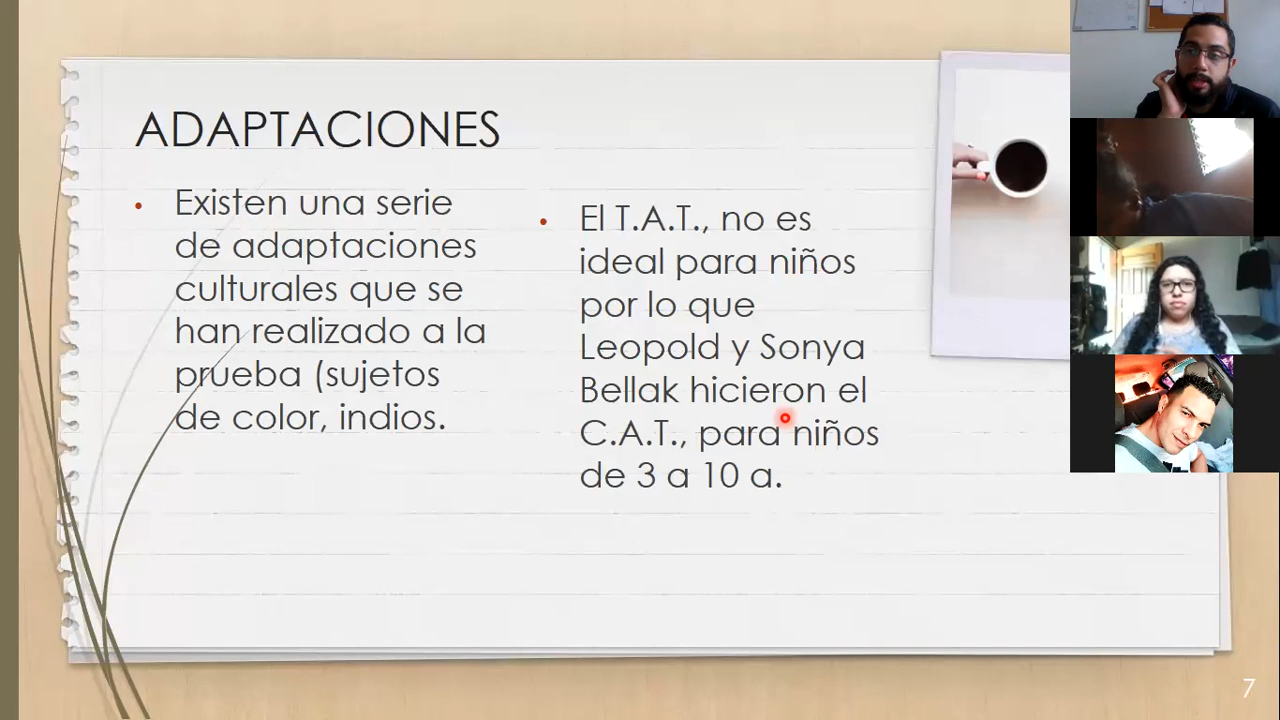 ADAPTACIONES
• Existen una serie
de adaptaciones
culturales que se
han realizado a la
prueba (sujetos
de color, indios.
• El T.A.T., no es
ideal para niños
por lo que
Leopold y Sonya
Bellak hicieron el
C.A.T., para niños
de 3 a 10 a.
7